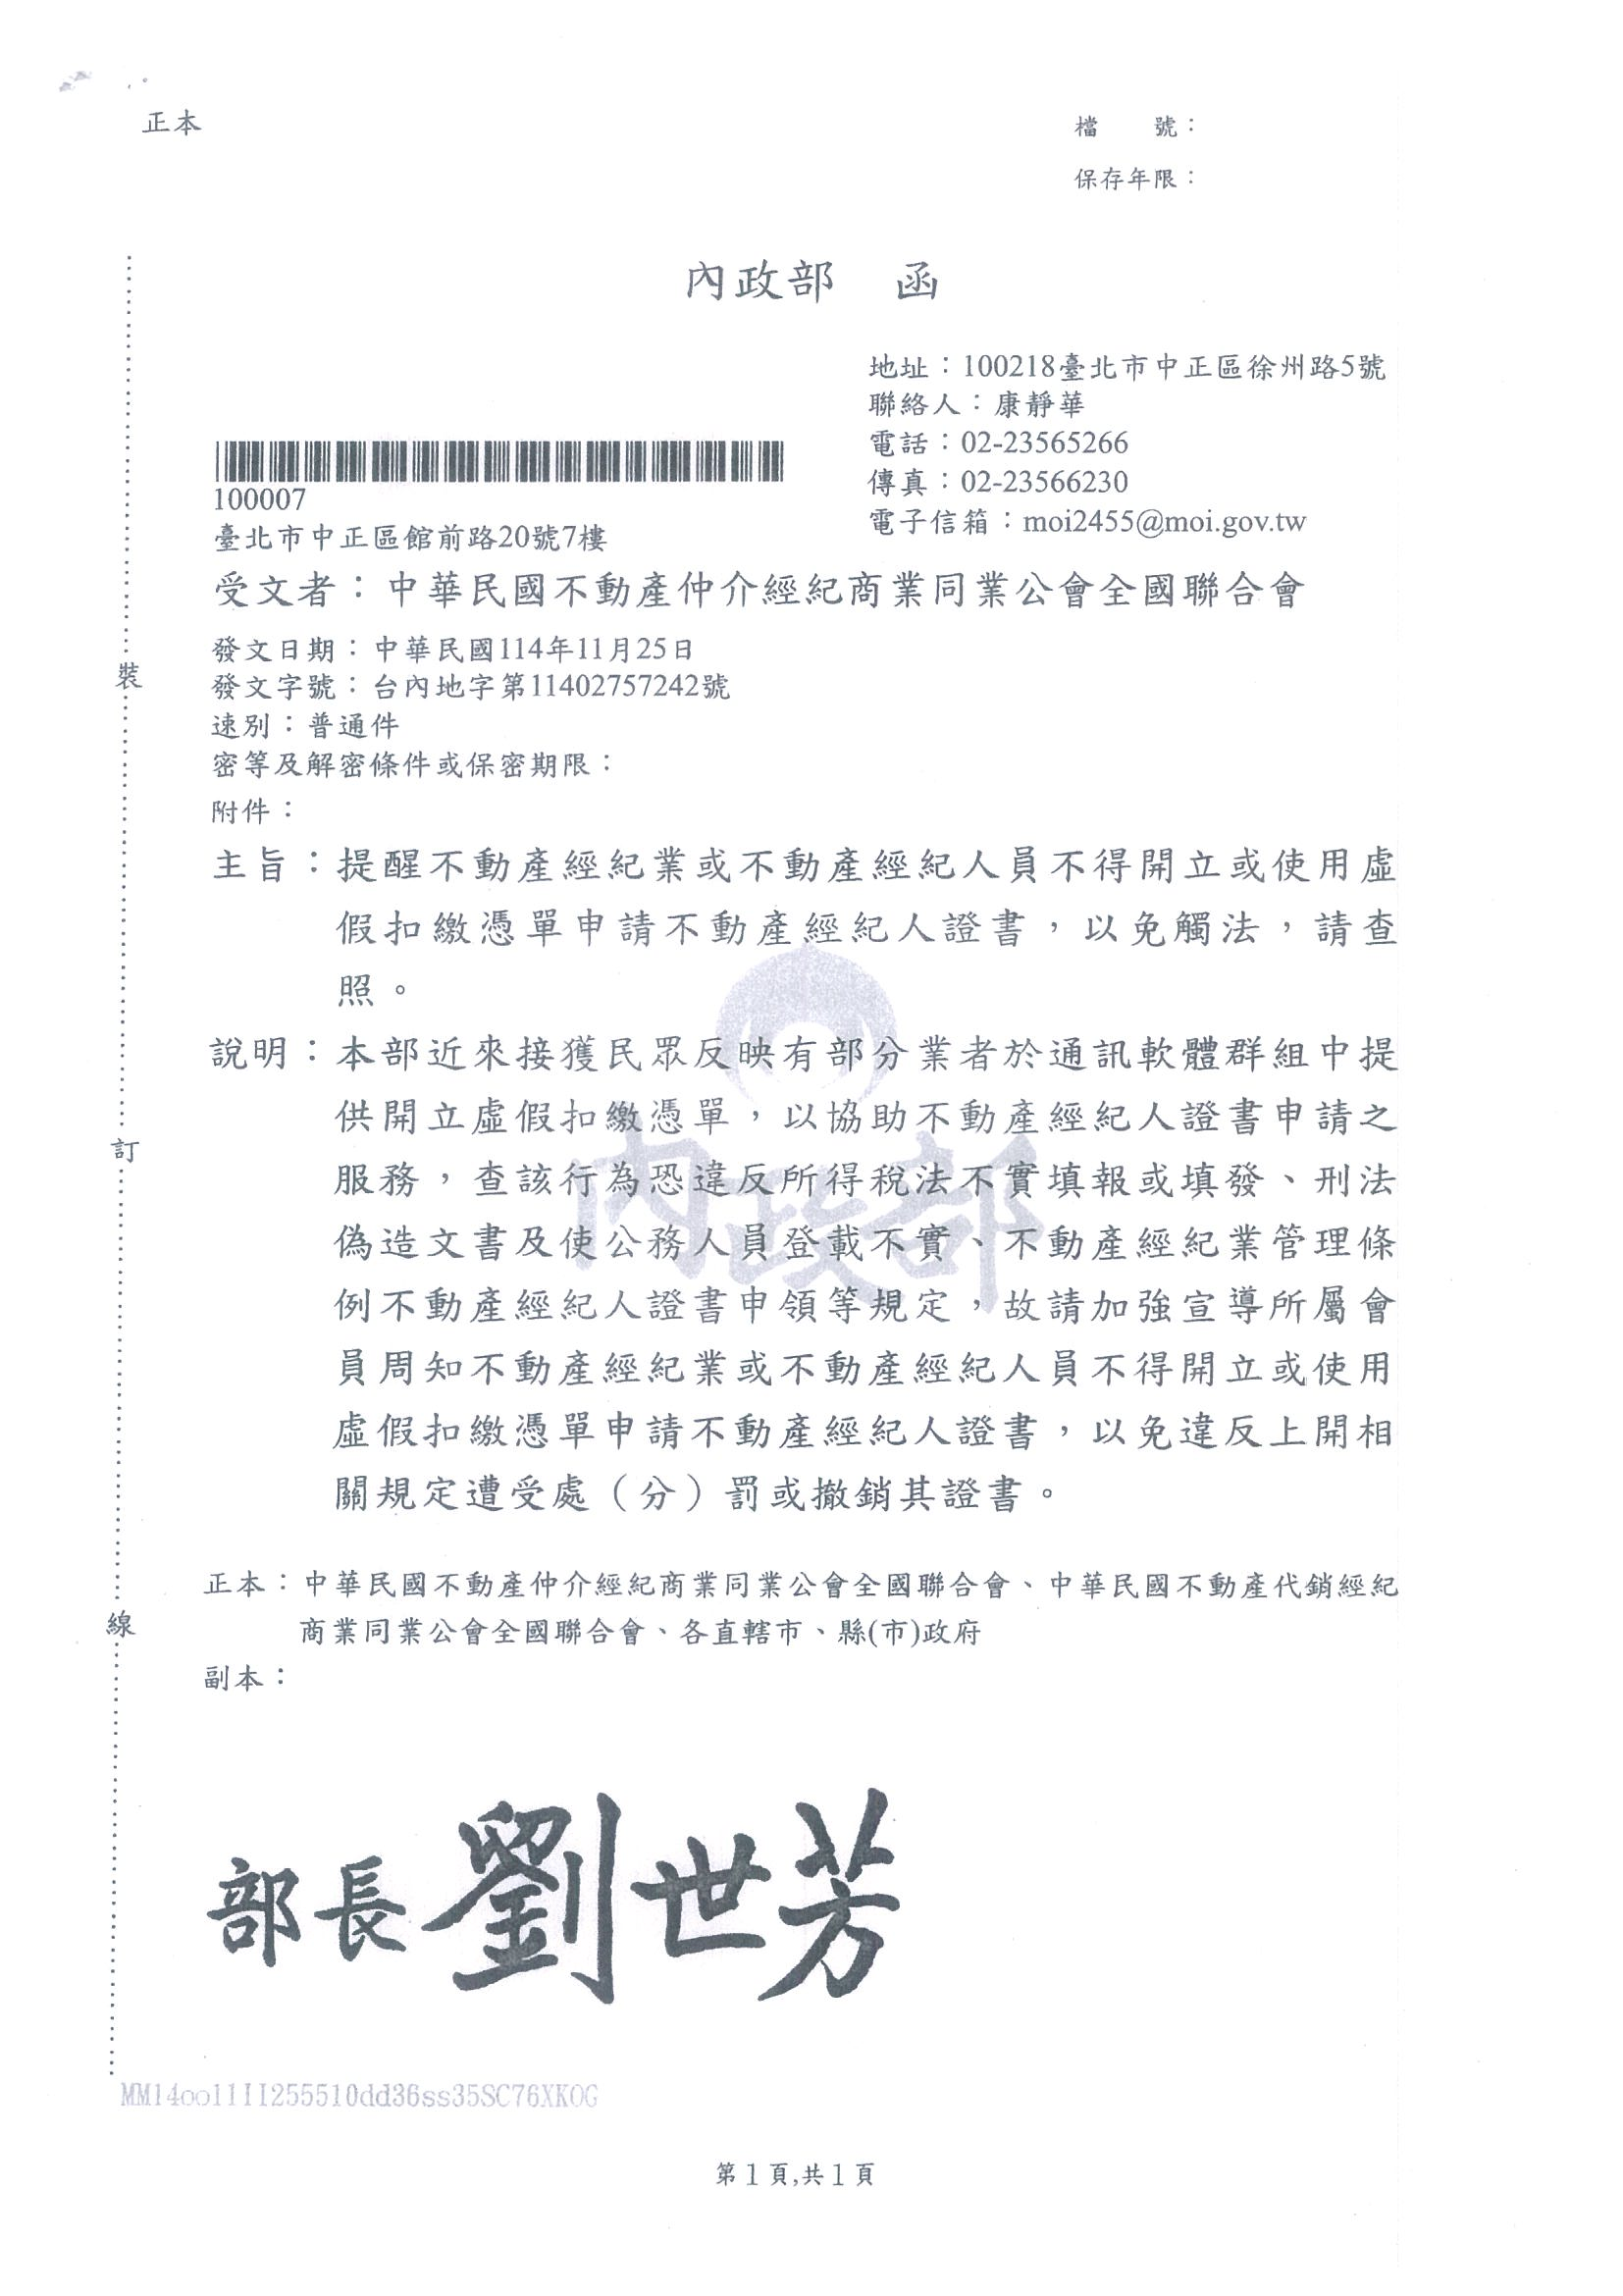 正本
檔　　號：
保存年限：
內政部　函
地址：100218臺北市中正區徐州路5號
聯絡人：康靜華
電話：02-23565266
傳真：02-23566230
電子信箱：moi2455@moi.gov.tw
100007
臺北市中正區館前路20號7樓
受文者：中華民國不動產仲介經紀商業同業公會全國聯合會
發文日期：中華民國114年11月25日
發文字號：台內地字第11402757242號
速別：普通件
密等及解密條件或保密期限：
附件：
主旨：提醒不動產經紀業或不動產經紀人員不得開立或使用虛
假扣繳憑單申請不動產經紀人證書，以免觸法，請查
照。
說明：本部近來接獲民眾反映有部分業者於通訊軟體群組中提
供開立虛假扣繳憑單，以協助不動產經紀人證書申請之
服務，查該行為恐違反所得稅法不實填報或填發、刑法
偽造文書及使公務人員登載不實、不動產經紀業管理條
例不動產經紀人證書申領等規定，故請加強宣導所屬會
員周知不動產經紀業或不動產經紀人員不得開立或使用
虛假扣繳憑單申請不動產經紀人證書，以免違反上開相
關規定遭受處（分）罰或撤銷其證書。
內政部
正本：中華民國不動產仲介經紀商業同業公會全國聯合會、中華民國不動產代銷經紀
商業同業公會全國聯合會、各直轄市、縣(市)政府
副本：
部長劉世芳
裝
訂
線
MM14oo11II255510dd36ss35SC76XKOG
第1頁,共1頁